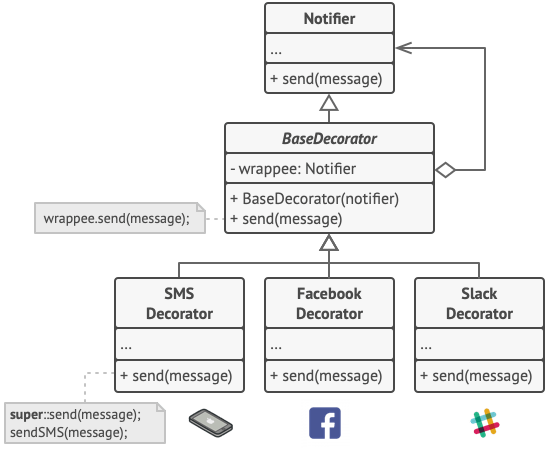 Notifier
...
+ send(message)
BaseDecorator
- wrappee: Notifier
+ BaseDecorator(notifier)
+ send(message)
wrappee.send(message);
SMS
Decorator
...
+ send(message)
Facebook
Decorator
...
+ send(message)
Slack
Decorator
...
+ send(message)
super::send(message);
sendSMS(message);